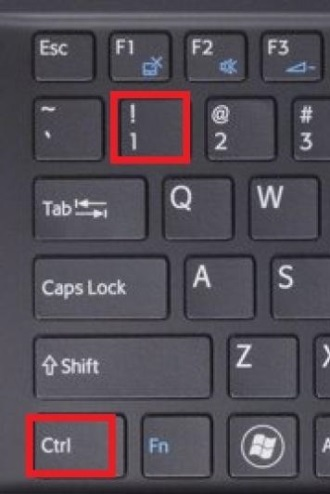 Esc F1 F2 F3
~ ! @ #
` 1 2 3
Tab Q W
Caps Lock A S
Shift Z X
Ctrl Fn A